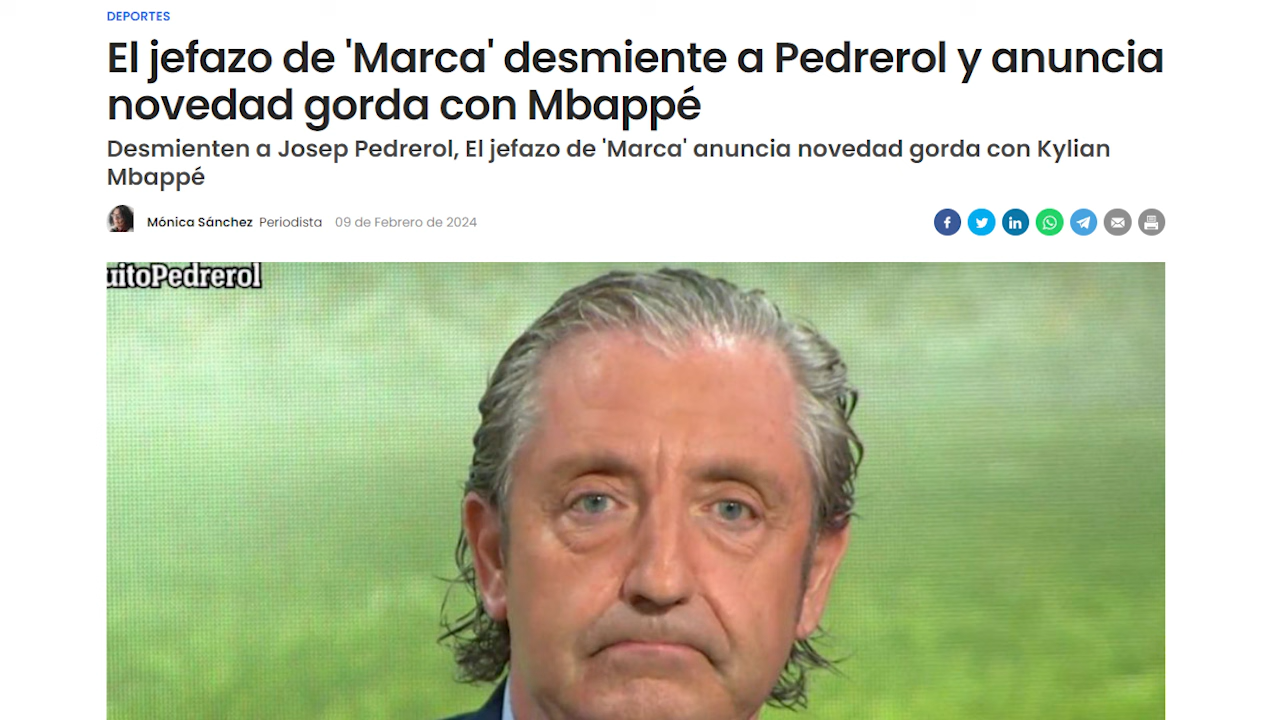 DEPORTES
El jefazo de 'Marca' desmiente a Pedrerol y anuncia
novedad gorda con Mbappé
Desmienten a Josep Pedrerol, El jefazo de 'Marca' anuncia novedad gorda con Kylian
Mbappé
Mónica Sánchez Periodista 09 de Febrero de 2024
uitoPedrerol